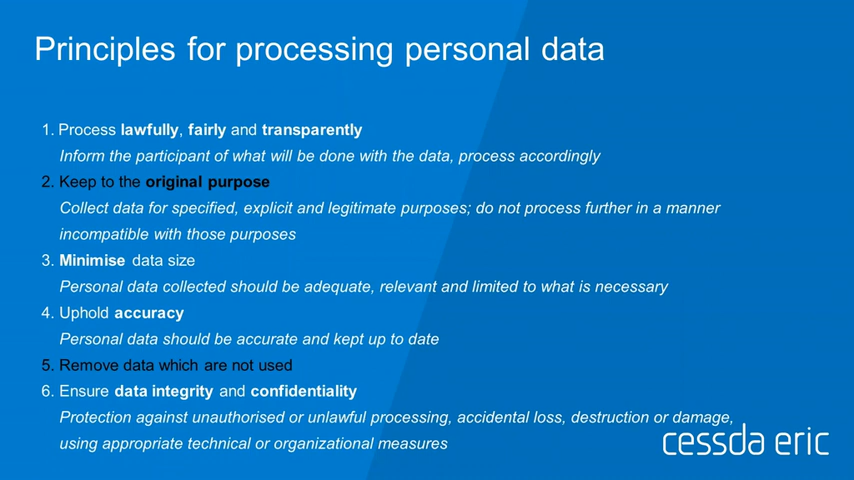 Principles for processing personal data
1. Process lawfully, fairly and transparently
Inform the participant of what will be done with the data, process accordingly
2. Keep to the original purpose
Collect data for specified, explicit and legitimate purposes; do not process further in a manner
incompatible with those purposes
3. Minimise data size
Personal data collected should be adequate, relevant and limited to what is necessary
4. Uphold accuracy
Personal data should be accurate and kept up to date
5. Remove data which are not used
6. Ensure data integrity and confidentiality
Protection against unauthorised or unlawful processing, accidental loss, destruction or damage,
using appropriate technical or organizational measures
cessda eric